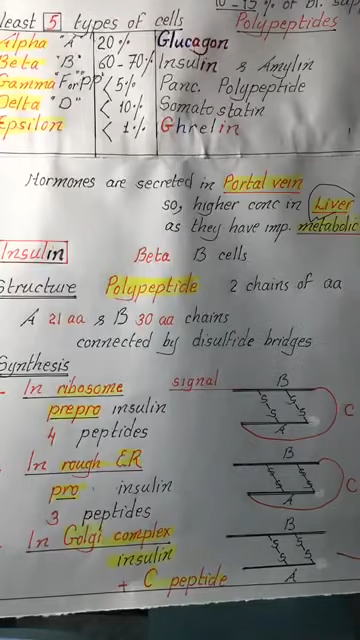 10-15% of bl. sup
least 5 types of cells Polypeptides
Alpha "A" 20% Glucagon
Beta "B" 60-70% Insulin & Amylin
Gamma "F or PP" < 5% Panc. Polypeptide
Delta "D" < 10% Somatostatin
Epsilon < 1% Ghrelin
Hormones are secreted in Portal vein
so, higher conc in Liver
as they have imp. metabolic
Insulin Beta B cells
Structure Polypeptide 2 chains of aa
A 21 aa & B 30 aa chains
connected by disulfide bridges
Synthesis
- In ribosome signal B
prepro insulin S S S S C
4 peptides A
. In rough ER B
pro insulin S S S S C
3 peptides A
- In Golgi complex B
insulin S S S S
+ C peptide A